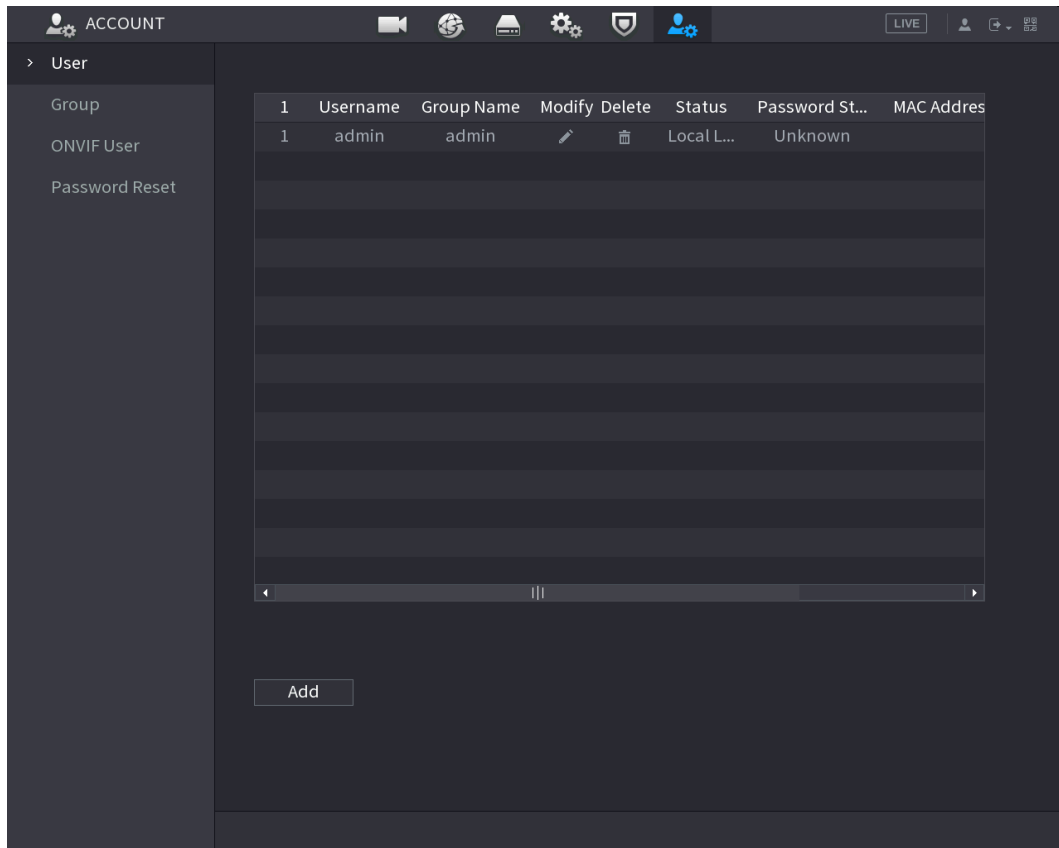 ACCOUNT LIVE
User
Group
ONVIF User
Password Reset
1 Username Group Name Modify Delete Status Password St... MAC Addres
1 admin admin Local L... Unknown
Add